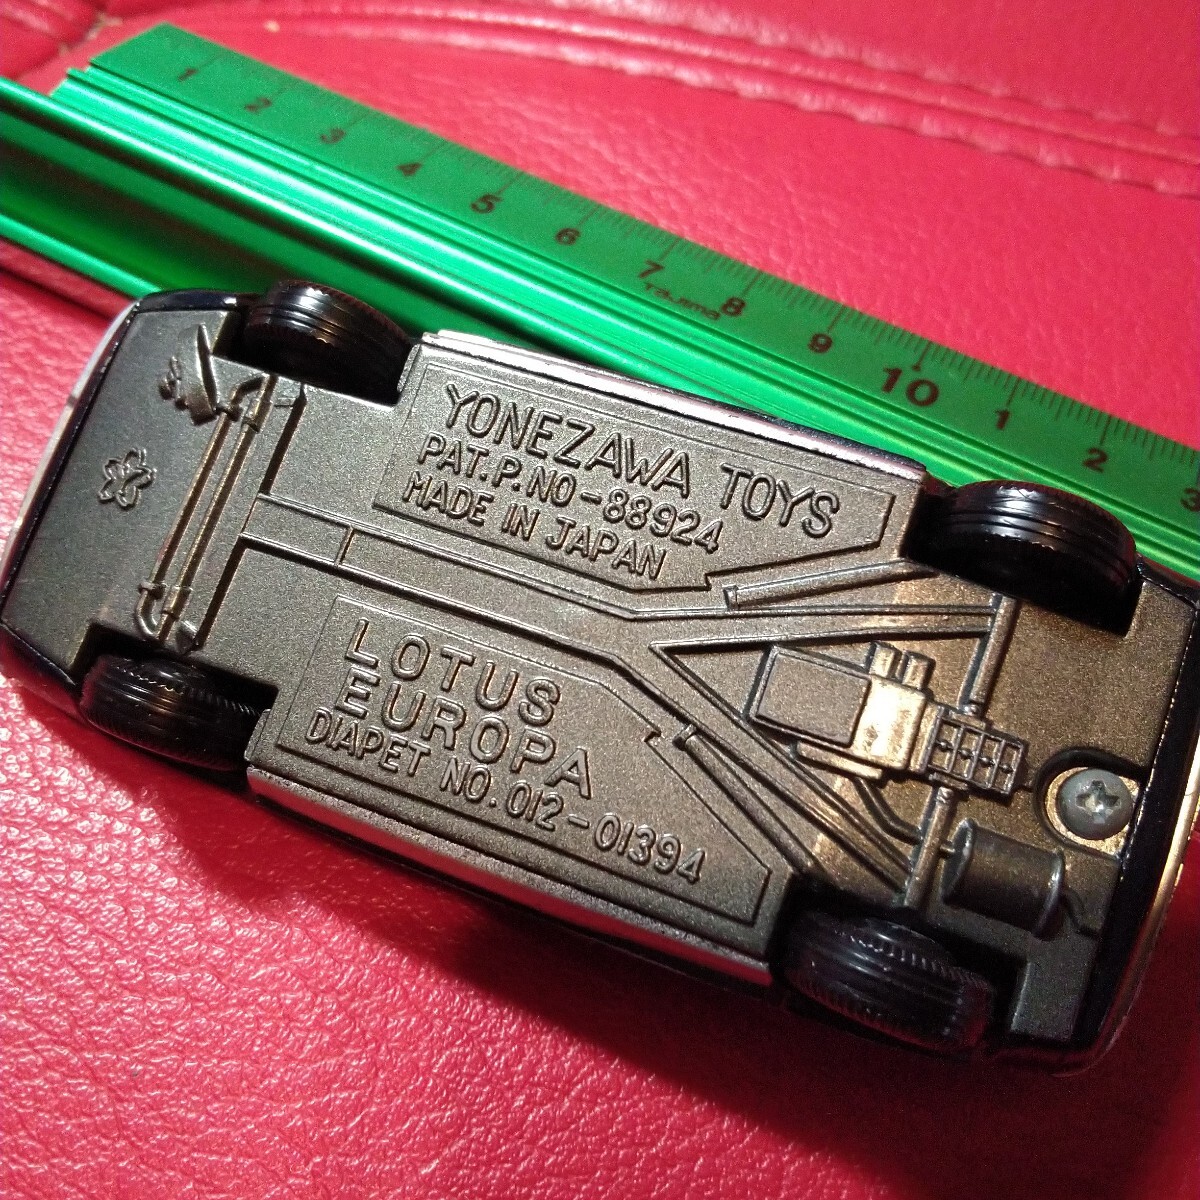 1 2 3 4 5 6 7 8 9 10 1 2 3
Tajima
YONEZAWA TOYS
PAT.P.NO-88924
MADE IN JAPAN
LOTUS
EUROPA
DIAPET NO.012-01394